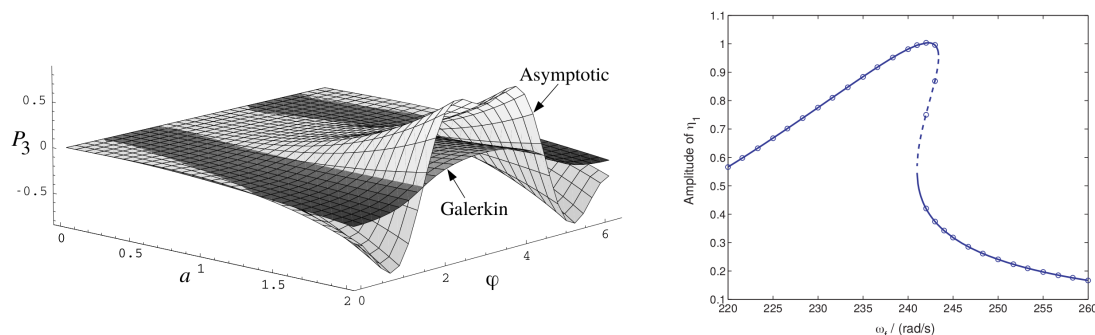 Asymptotic
Galerkin
P3
0.5
0
-0.5
0
0.5
1
1.5
2
a
0
2
4
6
φ
Amplitude of η1
1.1
1
0.9
0.8
0.7
0.6
0.5
0.4
0.3
0.2
0.1
220 225 230 235 240 245 250 255 260
ωf / (rad/s)